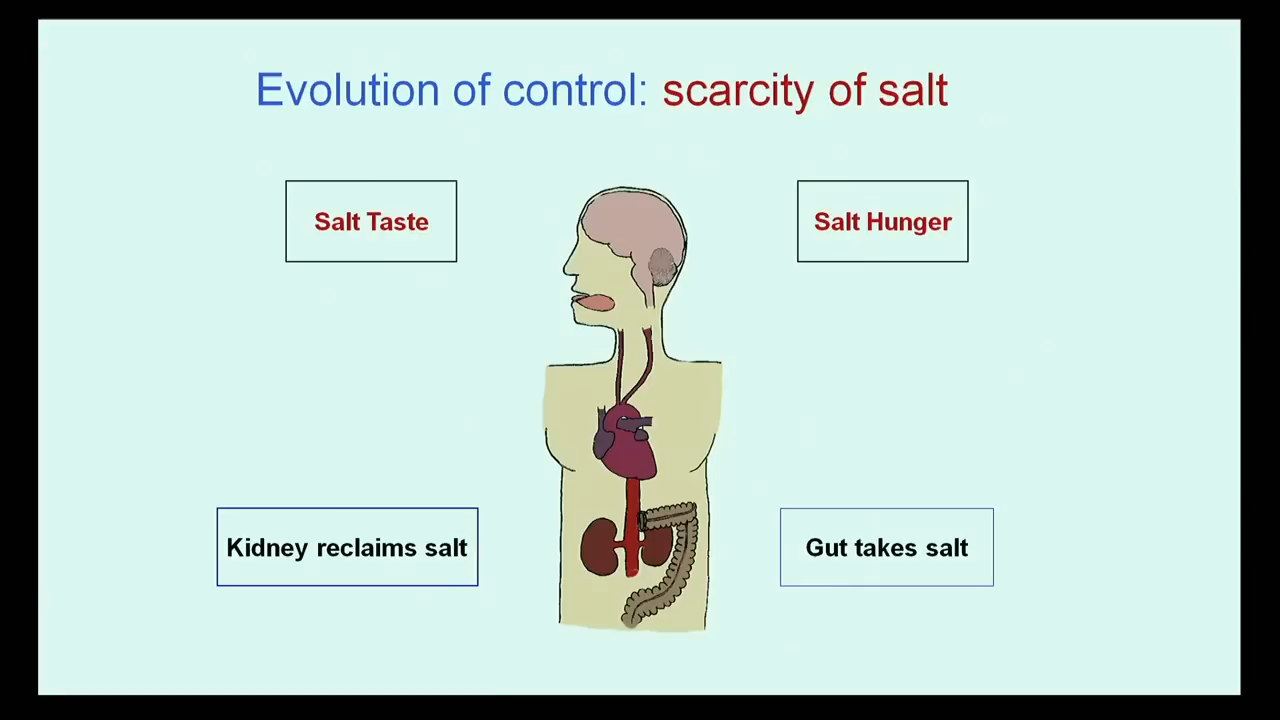 Evolution of control: scarcity of salt
Salt Taste
Salt Hunger
Kidney reclaims salt
Gut takes salt